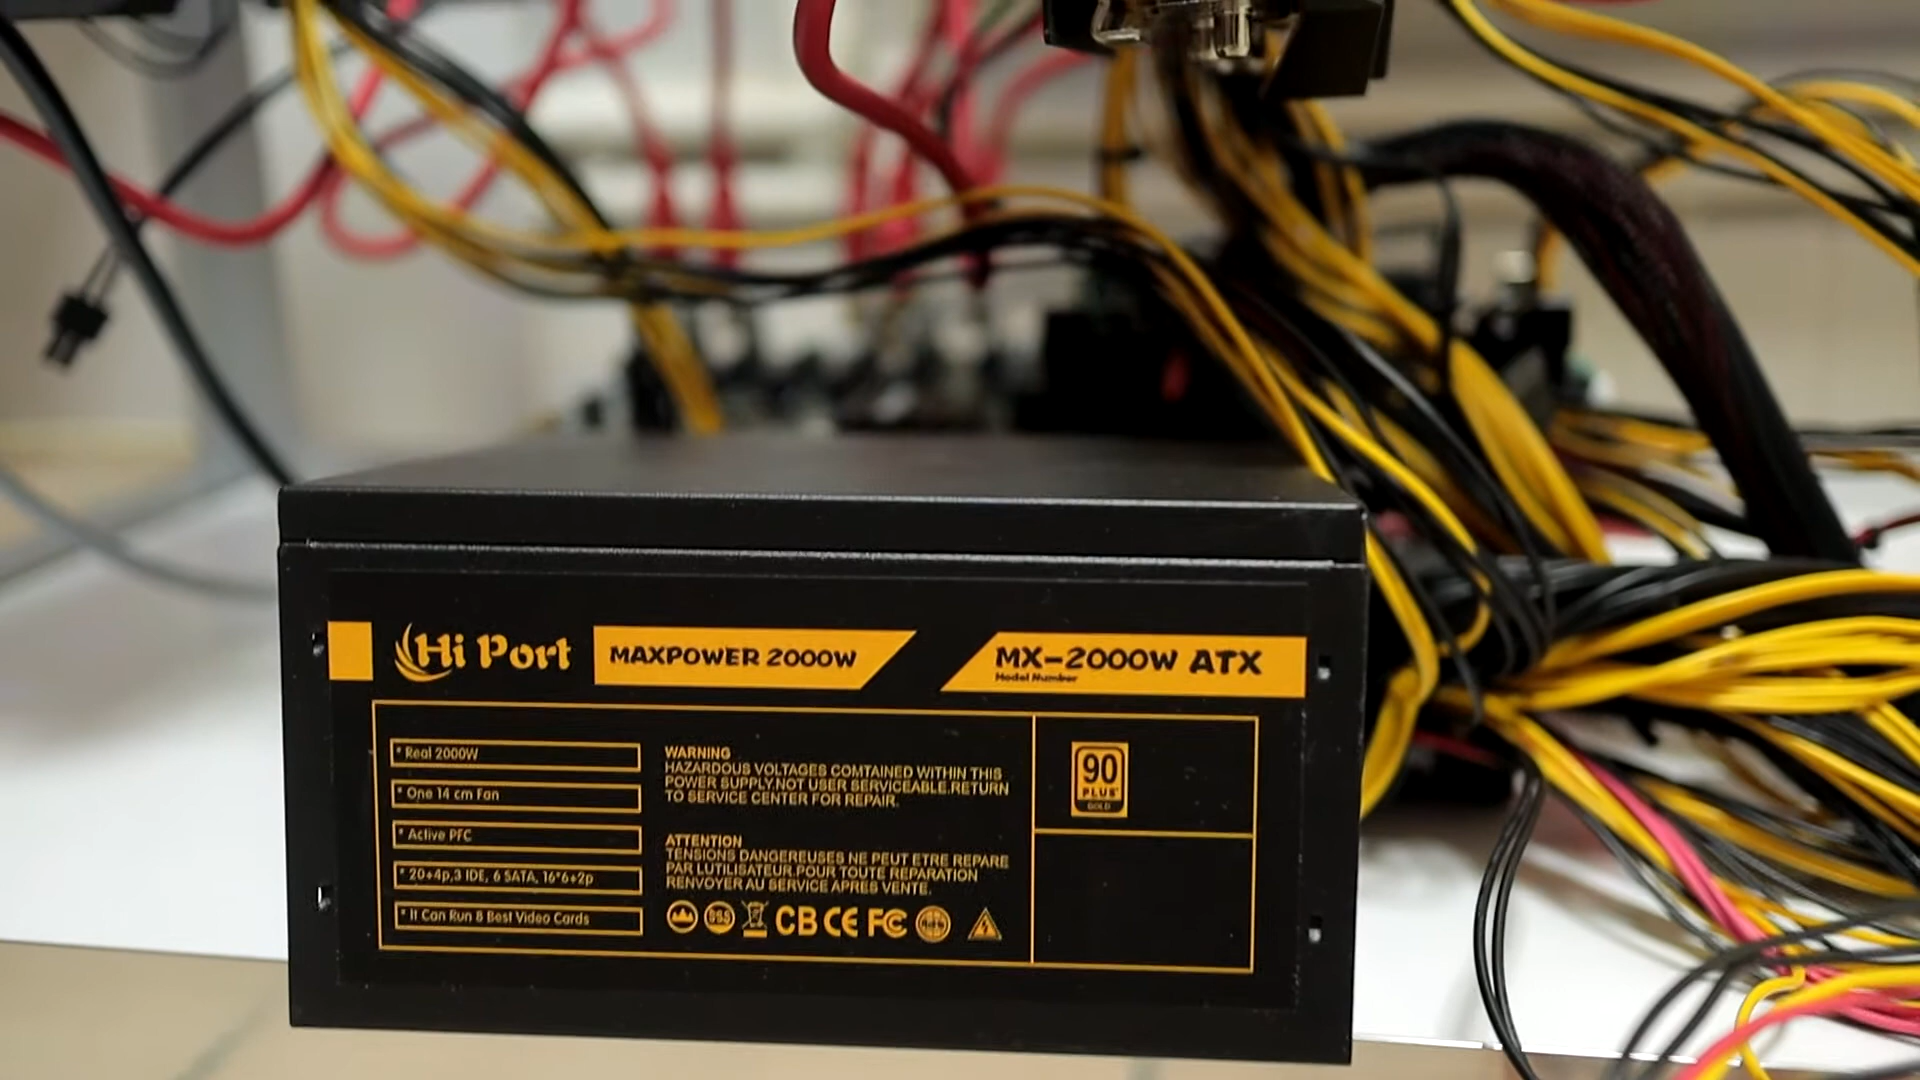 Hi Port
MAXPOWER 2000W
MX-2000W ATX
Model Number
* Real 2000W
* One 14 cm Fan
* Active PFC
* 20+4p,3 IDE, 6 SATA, 16*6+2p
* It Can Run 8 Best Video Cards
WARNING
HAZARDOUS VOLTAGES COMTAINED WITHIN THIS
POWER SUPPLY.NOT USER SERVICEABLE.RETURN
TO SERVICE CENTER FOR REPAIR.
ATTENTION
TENSIONS DANGEREUSES NE PEUT ETRE REPARE
PAR LUTILISATEUR.POUR TOUTE REPARATION
RENVOYER AU SERVICE APRES VENTE.
CB CE FC
90
PLUS
GOLD